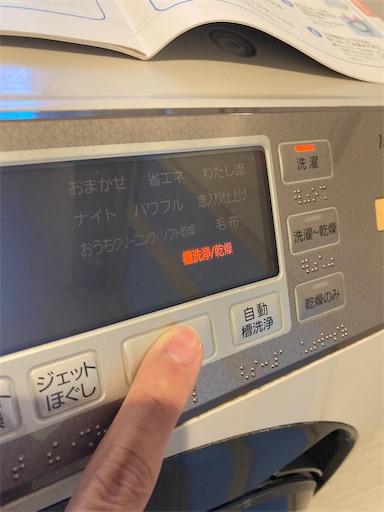 おまかせ 省エネ わたし流
ナイト パワフル 念入り仕上げ
おうちクリーニング/ソフト乾燥 毛布
槽洗浄/乾燥
洗濯
洗濯~乾燥
乾燥のみ
自動
槽洗浄
ジェット
ほぐし